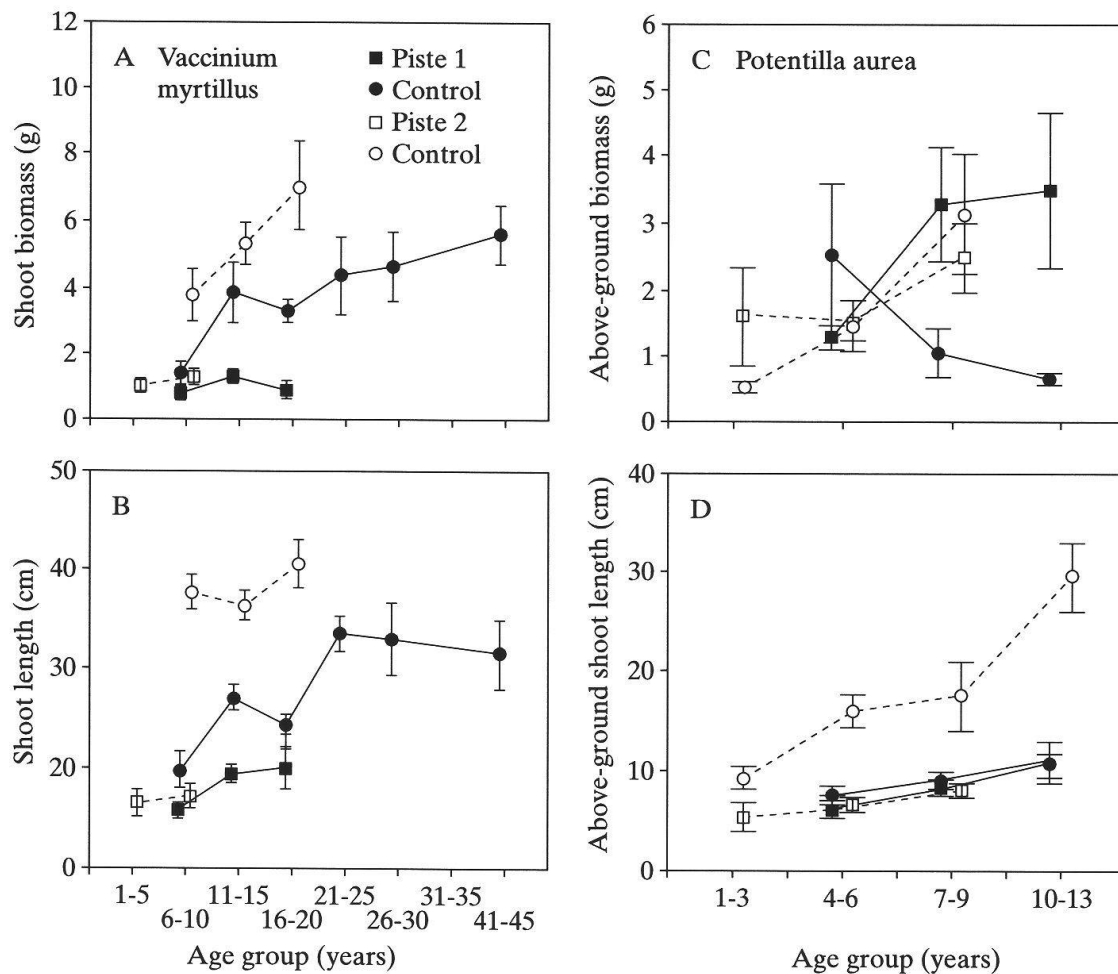 A Vaccinium
myrtillus
Piste 1
Control
Piste 2
Control
Shoot biomass (g)
12
10
8
6
4
2
0
C Potentilla aurea
Above-ground biomass (g)
6
5
4
3
2
1
0
B
Shoot length (cm)
50
40
30
20
10
0
1-5
6-10
11-15
16-20
21-25
26-30
31-35
41-45
Age group (years)
D
Above-ground shoot length (cm)
40
30
20
10
0
1-3
4-6
7-9
10-13
Age group (years)